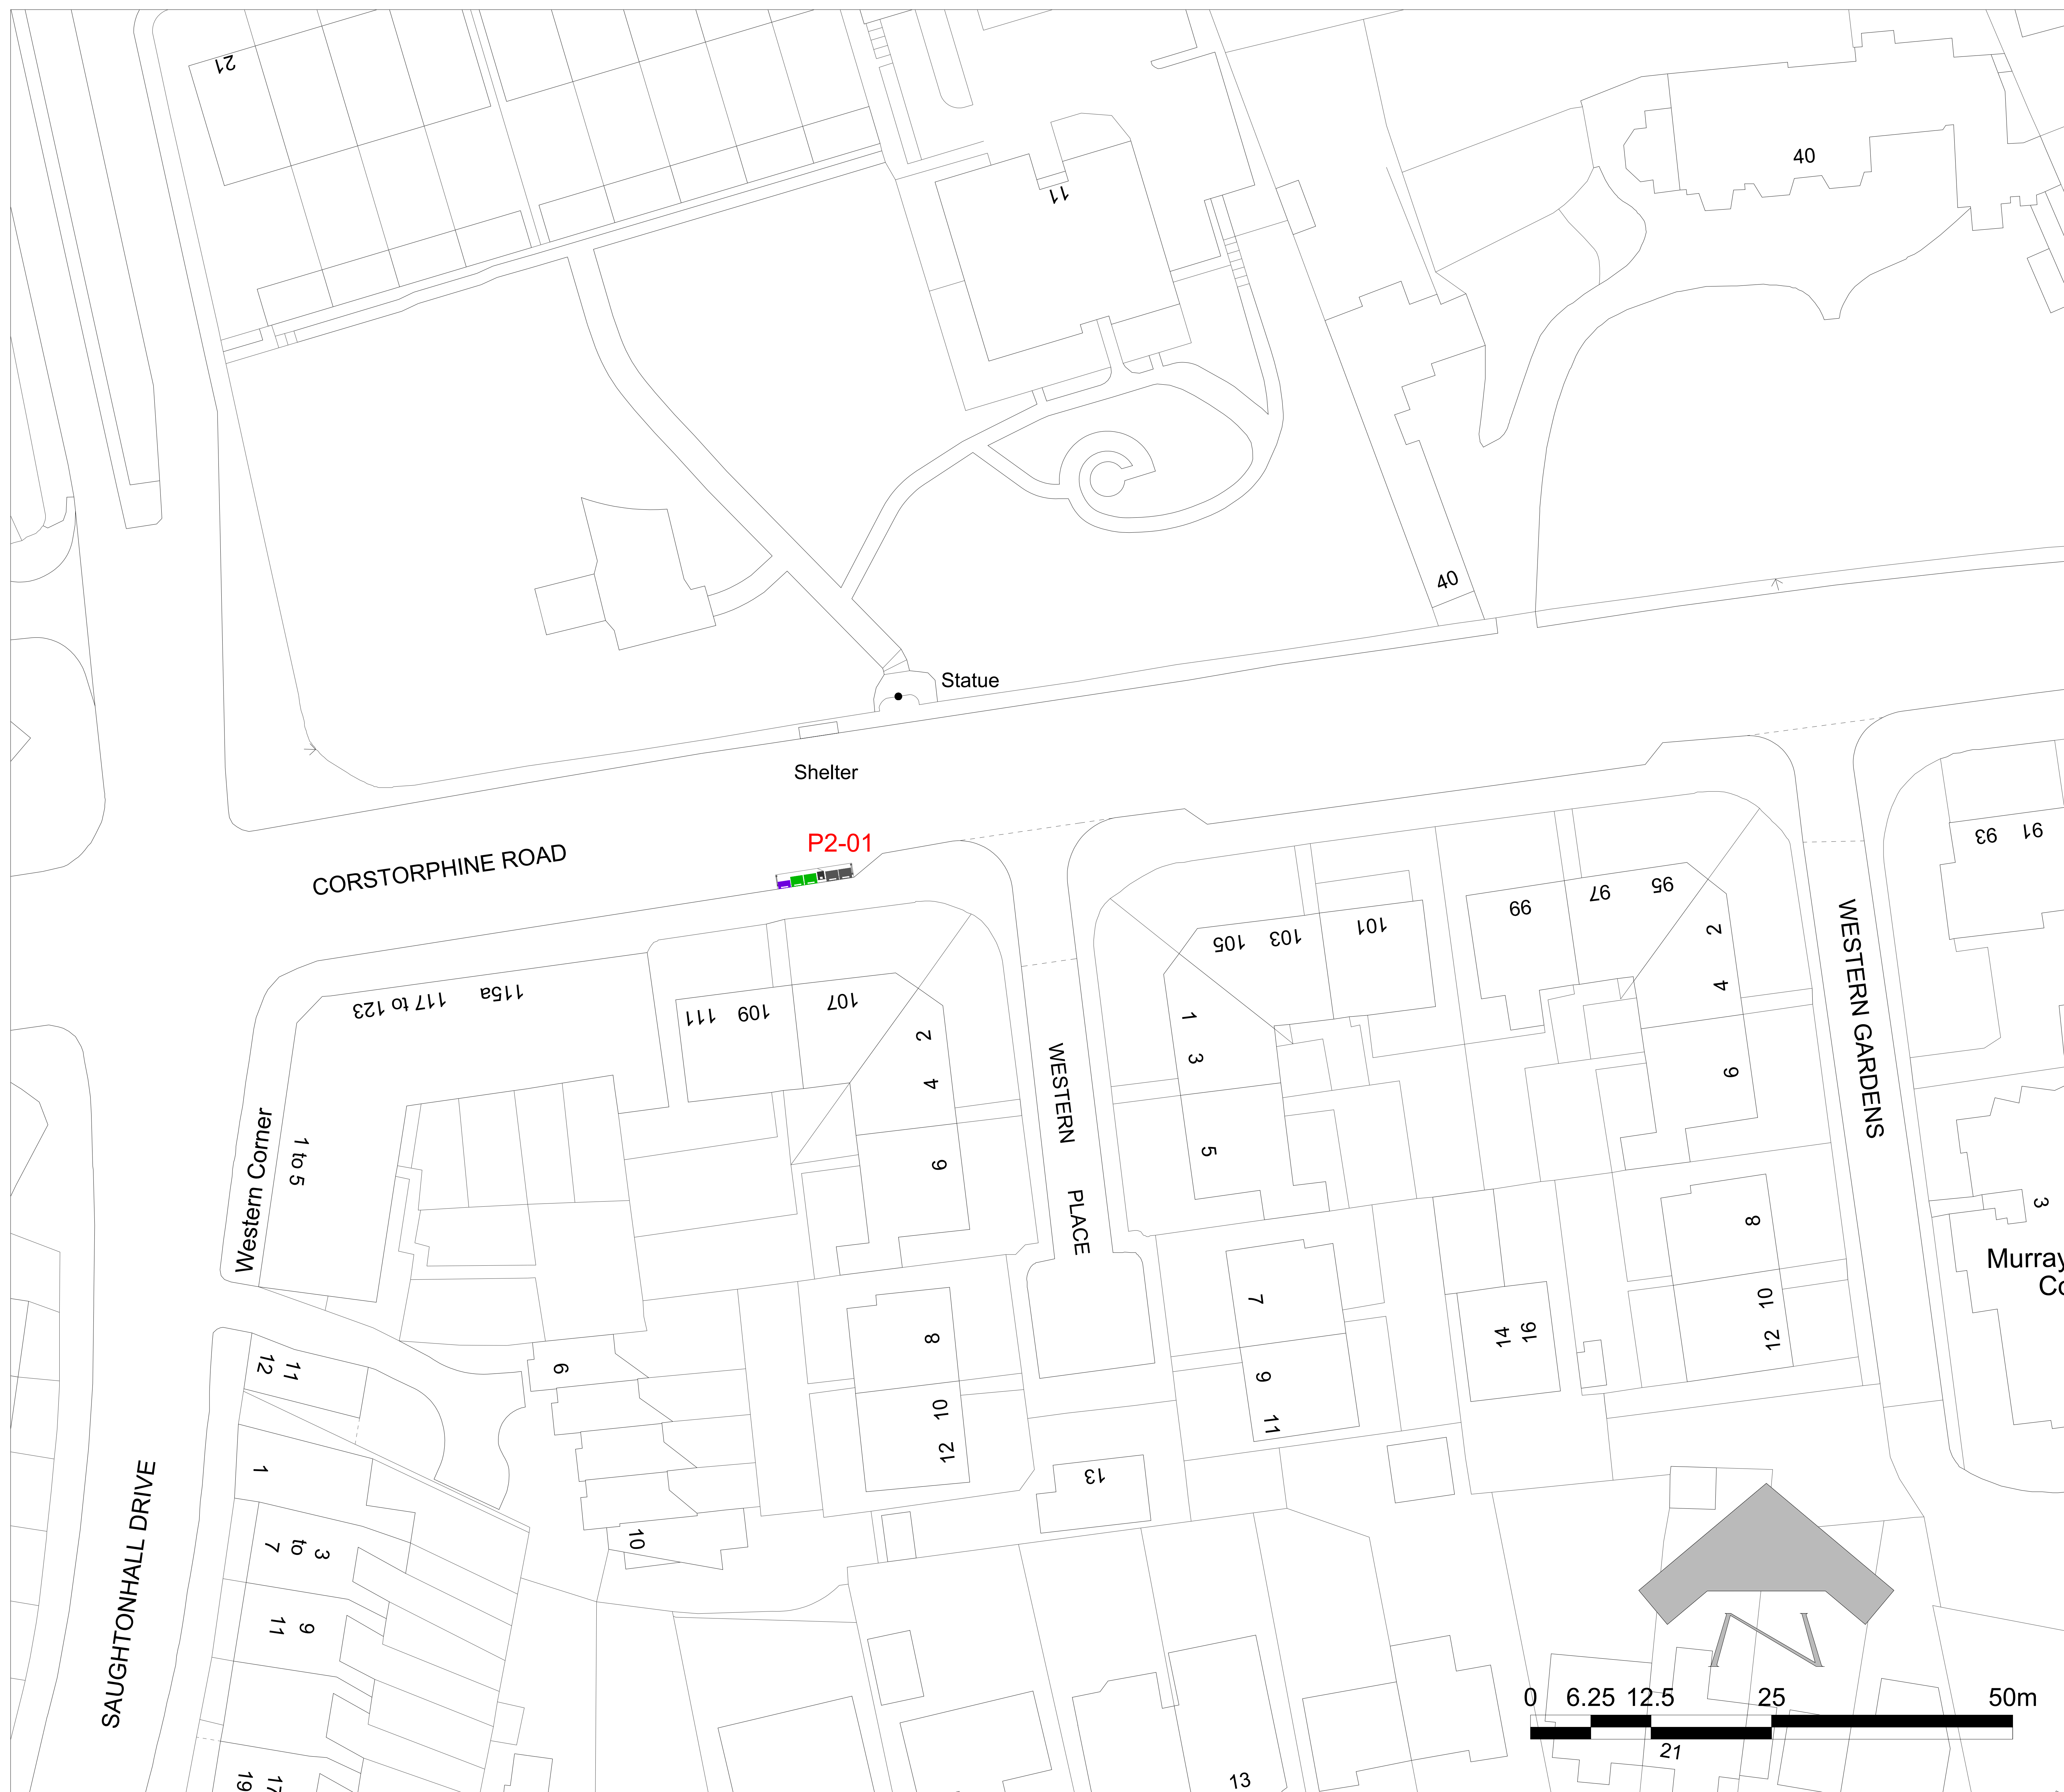 21
11
40
40
Statue
Shelter
P2-01
CORSTORPHINE ROAD
93
91
95
97
99
101
103
105
2
4
6
107
109
111
115a
117 to 123
2
4
6
1
3
5
WESTERN
PLACE
WESTERN GARDENS
Western Corner
1 to 5
3
Murray
Co
8
10
12
7
9
11
14
16
8
10
12
6
11
12
1
13
10
3
to
7
9
11
SAUGHTONHALL DRIVE
N
0 6.25 12.5 25 50m
21
13
19
17